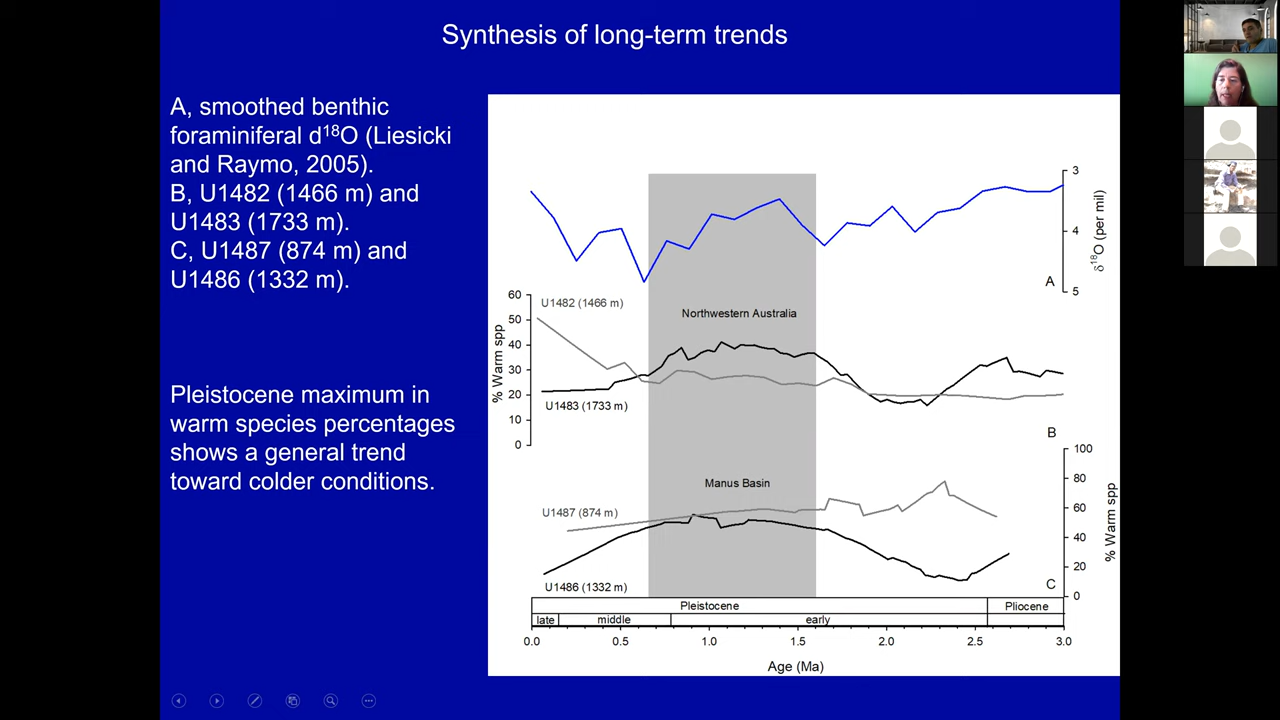 Synthesis of long-term trends
A, smoothed benthic
foraminiferal d18O (Liesicki
and Raymo, 2005).
B, U1482 (1466 m) and
U1483 (1733 m).
C, U1487 (874 m) and
U1486 (1332 m).
Pleistocene maximum in
warm species percentages
shows a general trend
toward colder conditions.
3
4
5
δ18O (per mil)
A
60
50
40
30
20
10
0
% Warm spp
U1482 (1466 m)
Northwestern Australia
U1483 (1733 m)
B
100
80
60
40
20
0
% Warm spp
Manus Basin
U1487 (874 m)
U1486 (1332 m)
C
Pleistocene
Pliocene
late
middle
early
0.0
0.5
1.0
1.5
2.0
2.5
3.0
Age (Ma)